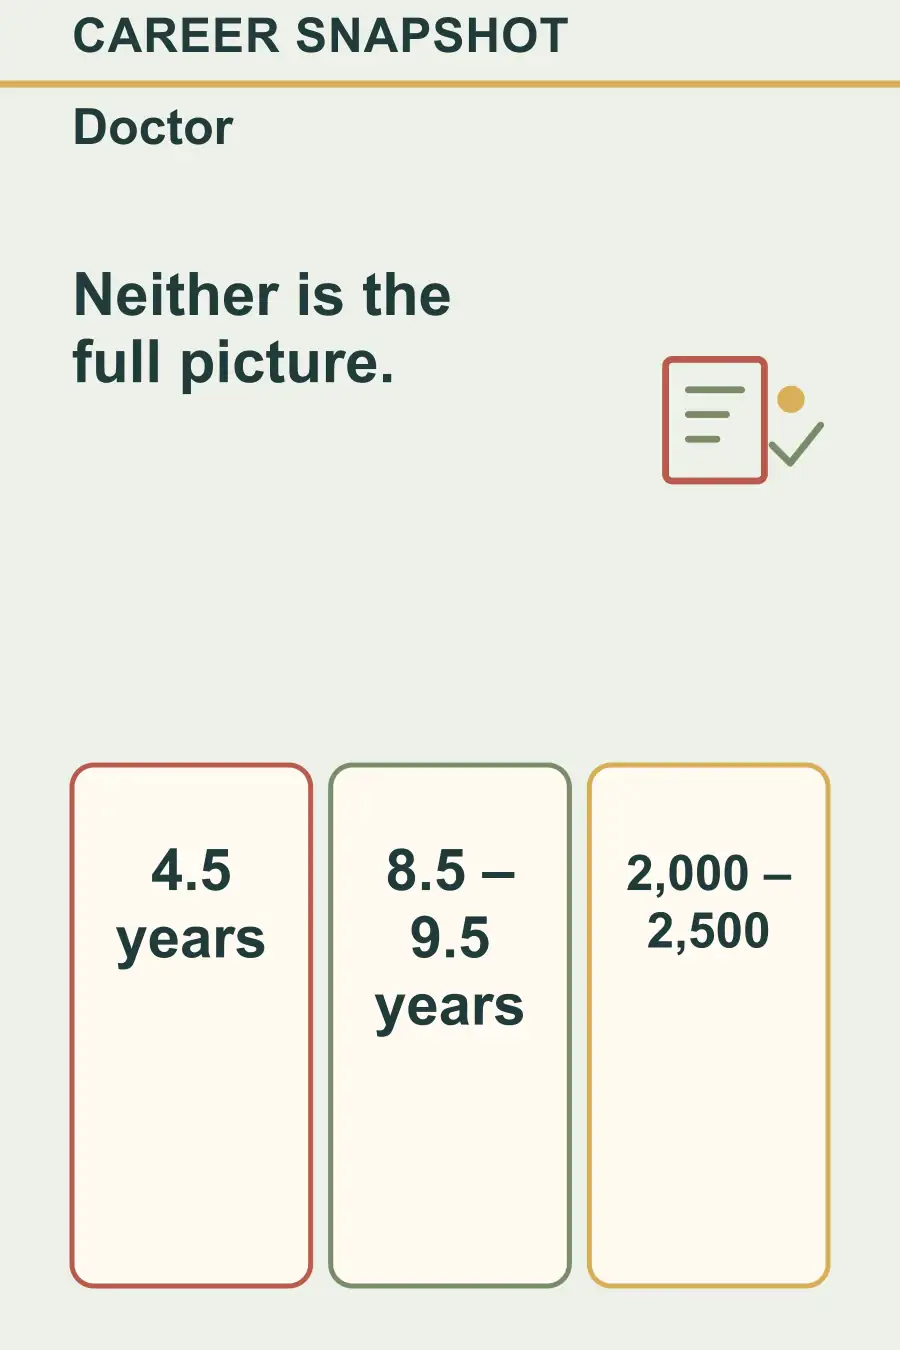 CAREER SNAPSHOT
Doctor
Neither is the
full picture.
4.5
years
8.5 –
9.5
years
2,000 –
2,500